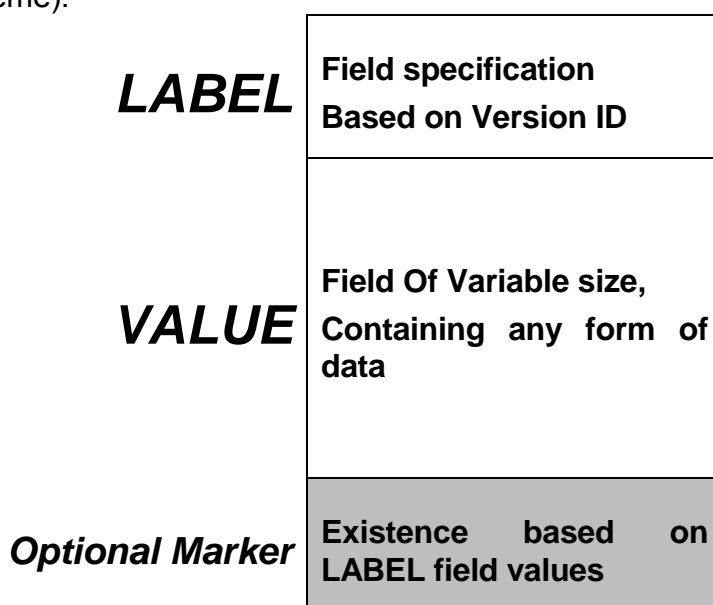 LABEL
Field specification
Based on Version ID
VALUE
Field Of Variable size,
Containing any form of
data
Optional Marker
Existence based on
LABEL field values